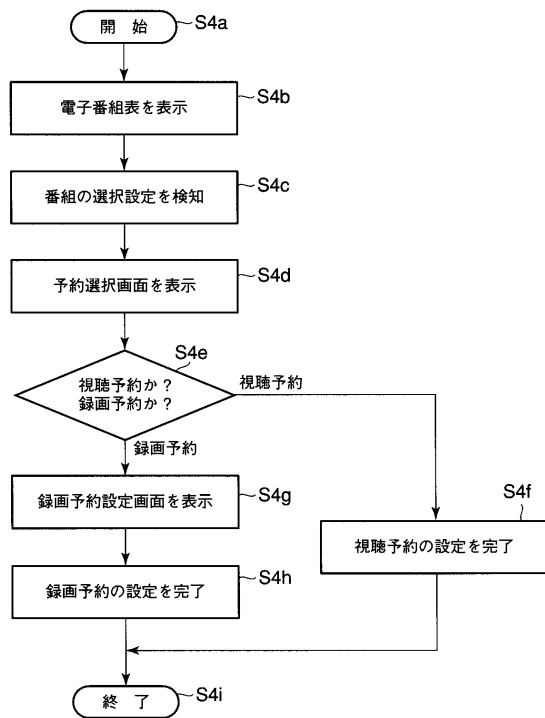 開 始
S4a
電子番組表を表示
S4b
番組の選択設定を検知
S4c
予約選択画面を表示
S4d
S4e
視聴予約か？
録画予約か？
視聴予約
録画予約
録画予約設定画面を表示
S4g
S4f
視聴予約の設定を完了
録画予約の設定を完了
S4h
終 了
S4i